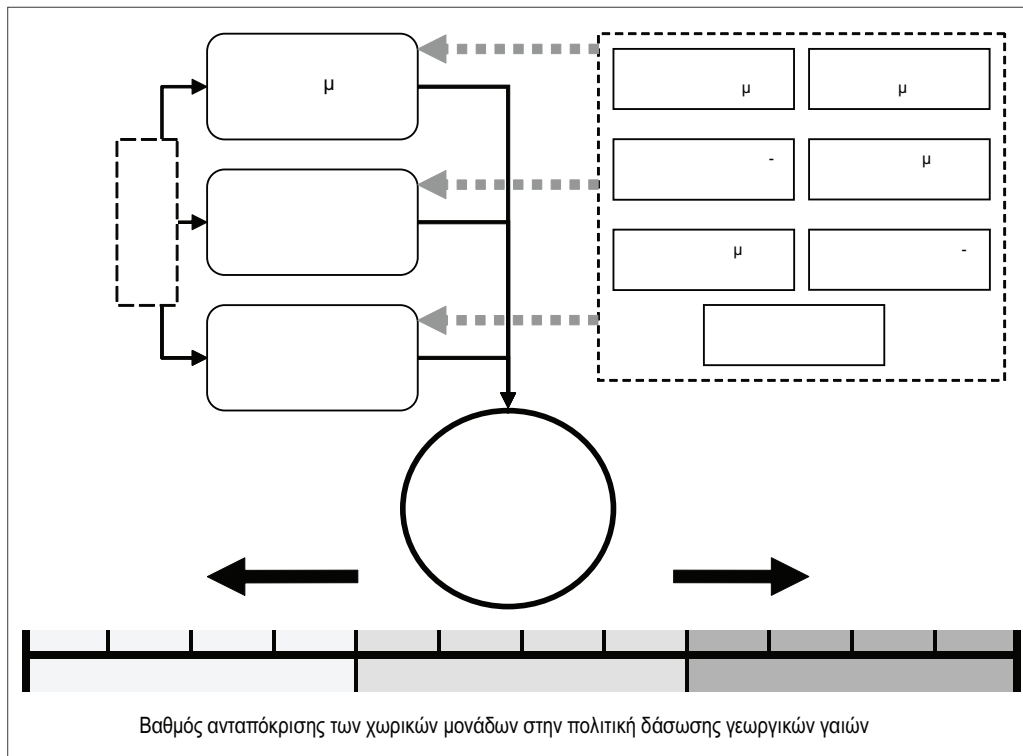 μ
μ μ
- μ
μ -
Βαθμός ανταπόκρισης των χωρικών μονάδων στην πολιτική δάσωσης γεωργικών γαιών